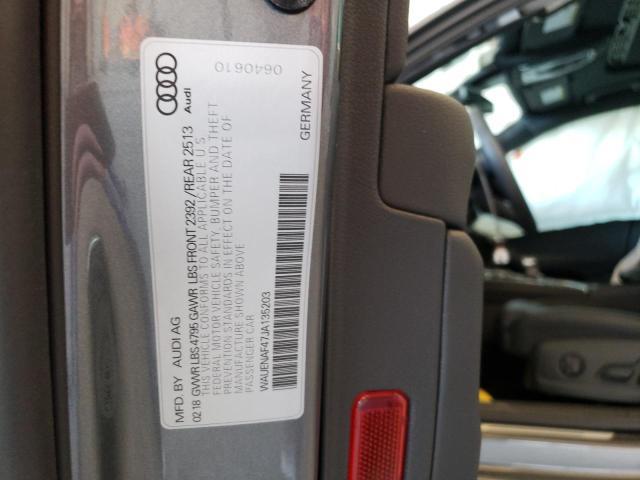 MFD. BY AUDI AG
02 18 GVWR LBS 4795 GAWR LBS FRONT 2392 / REAR 2513
THIS VEHICLE CONFORMS TO ALL APPLICABLE U S
FEDERAL MOTOR VEHICLE SAFETY, BUMPER AND THEFT
PREVENTION STANDARDS IN EFFECT ON THE DATE OF
MANUFACTURE SHOWN ABOVE
PASSENGER CAR
WAUENAF47JA135203
GERMANY
Audi
0640610